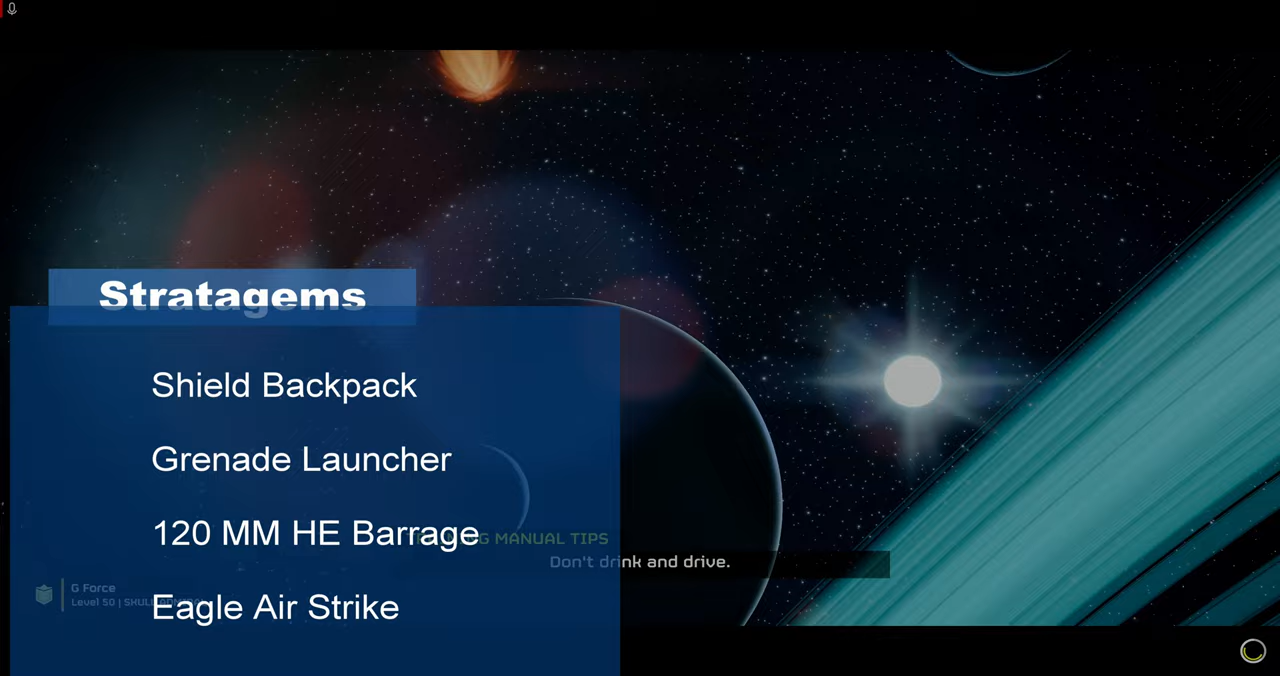 Stratagems
Shield Backpack
Grenade Launcher
120 MM HE Barrage
MANUAL TIPS
Don't drink and drive.
G Force
Level 50 | SKULL ADMIRAL
Eagle Air Strike